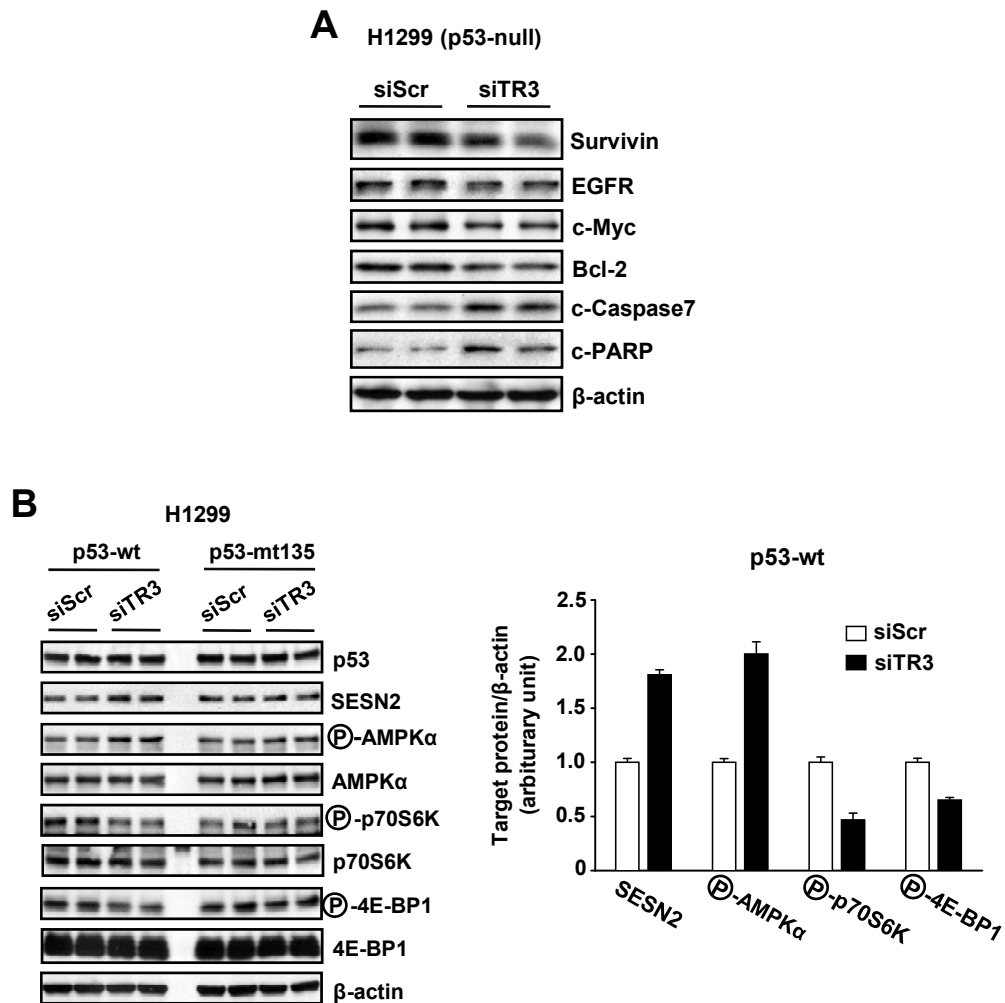 A
H1299 (p53-null)
siScr siTR3
Survivin
EGFR
c-Myc
Bcl-2
c-Caspase7
c-PARP
β-actin
B
H1299
p53-wt p53-mt135
siScr siTR3 siScr siTR3
p53
SESN2
Ⓟ-AMPKα
AMPKα
Ⓟ-p70S6K
p70S6K
Ⓟ-4E-BP1
4E-BP1
β-actin
p53-wt
Target protein/β-actin
(arbiturary unit)
2.5
2.0
1.5
1.0
0.5
0
siScr
siTR3
SESN2
Ⓟ-AMPKα
Ⓟ-p70S6K
Ⓟ-4E-BP1